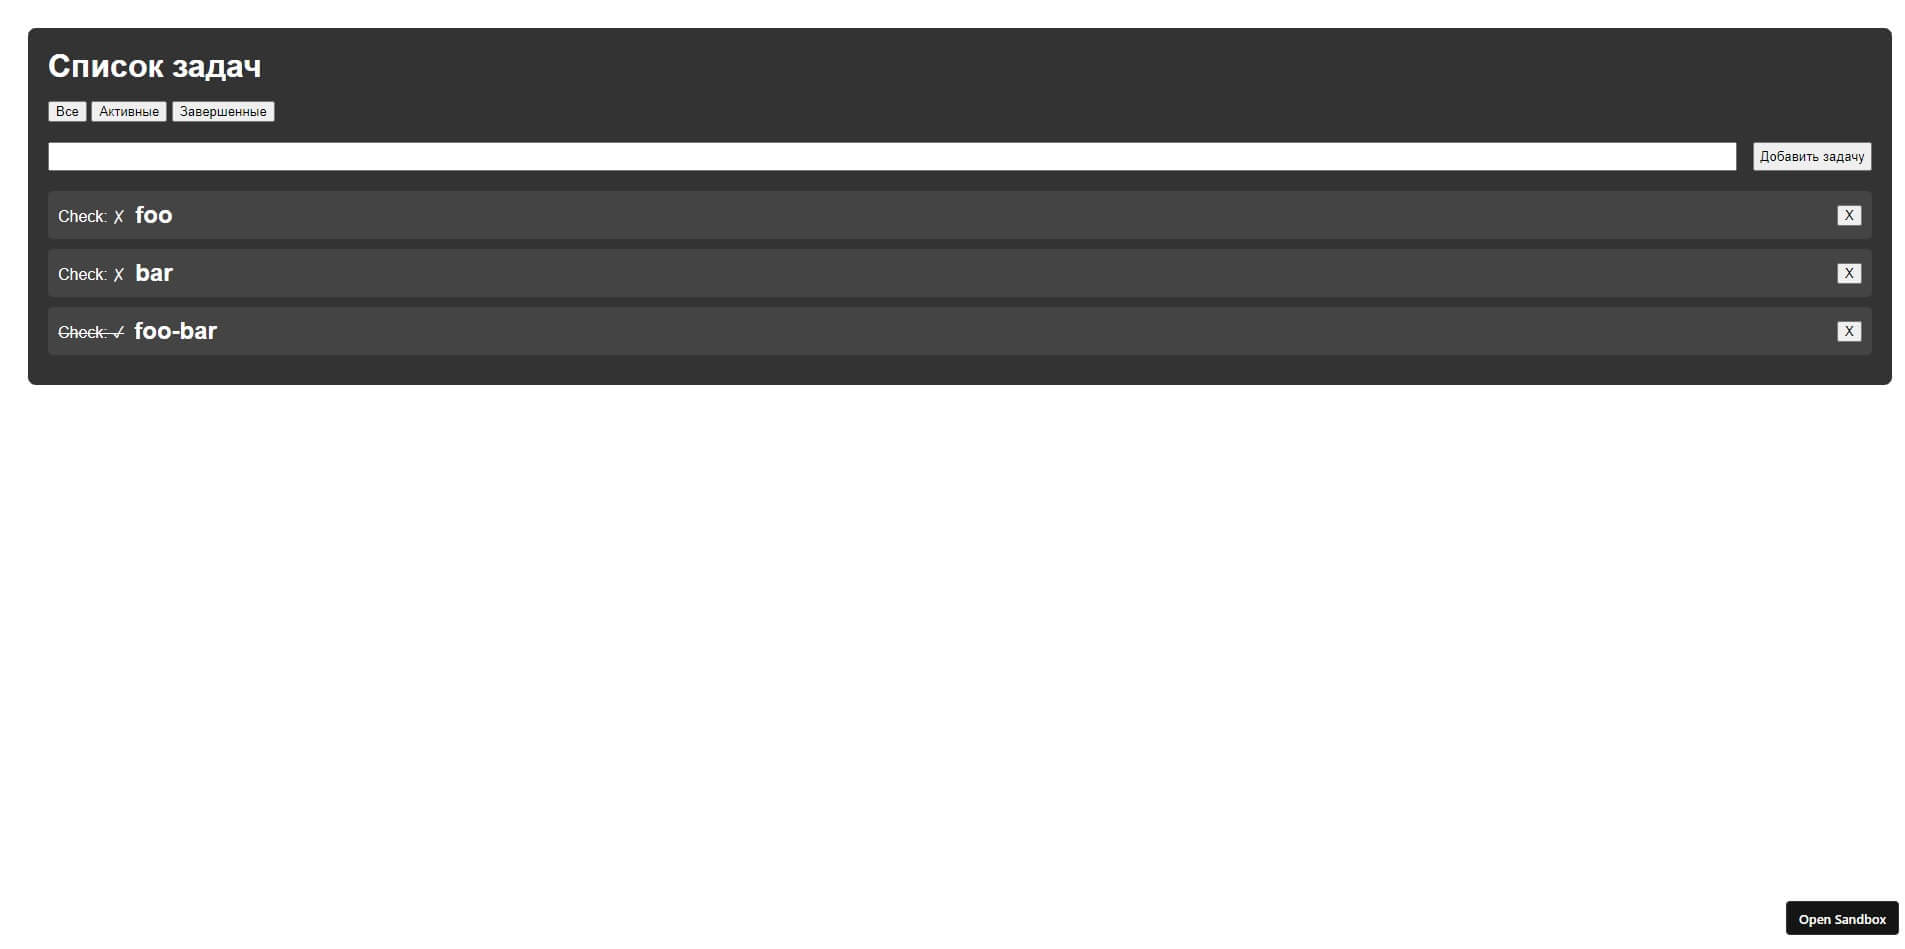 Список задач
Все Активные Завершенные
Добавить задачу
Check: ✗ foo X
Check: ✗ bar X
Check: ✓ foo-bar X
Open Sandbox